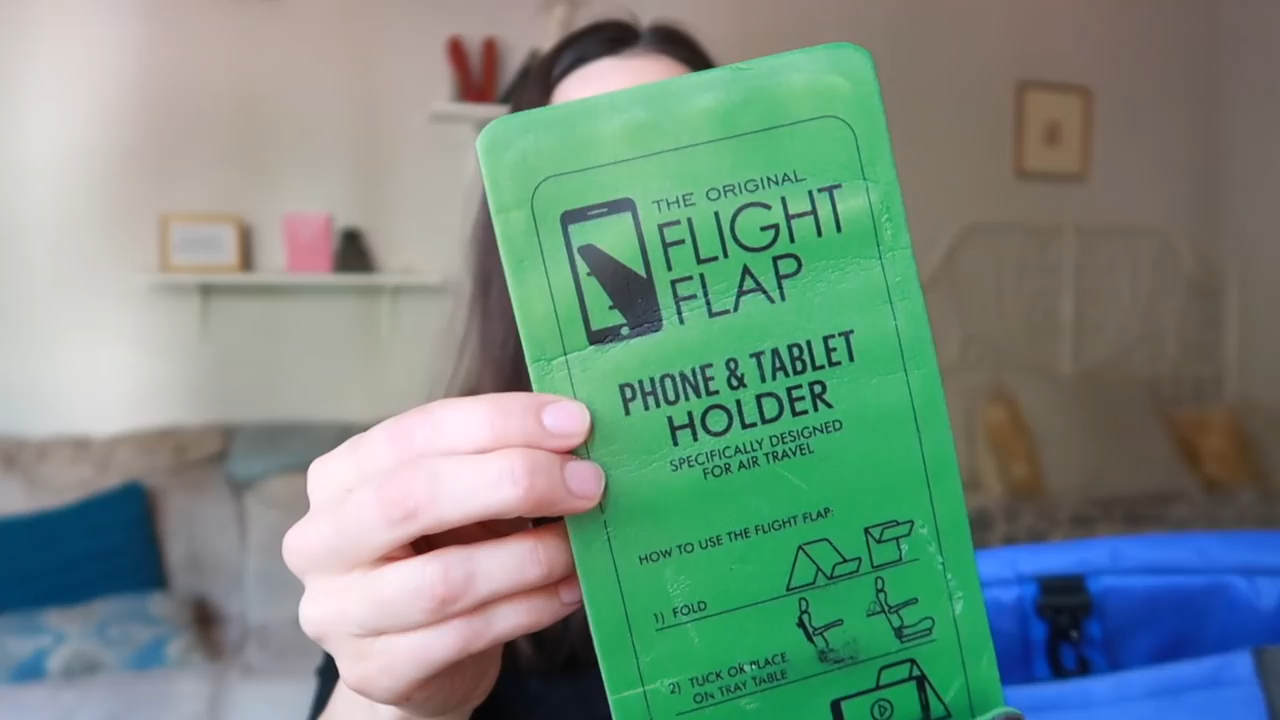 THE ORIGINAL
FLIGHT
FLAP
PHONE & TABLET
HOLDER
SPECIFICALLY DESIGNED
FOR AIR TRAVEL
HOW TO USE THE FLIGHT FLAP:
1) FOLD
2) TUCK OR PLACE
ON TRAY TABLE